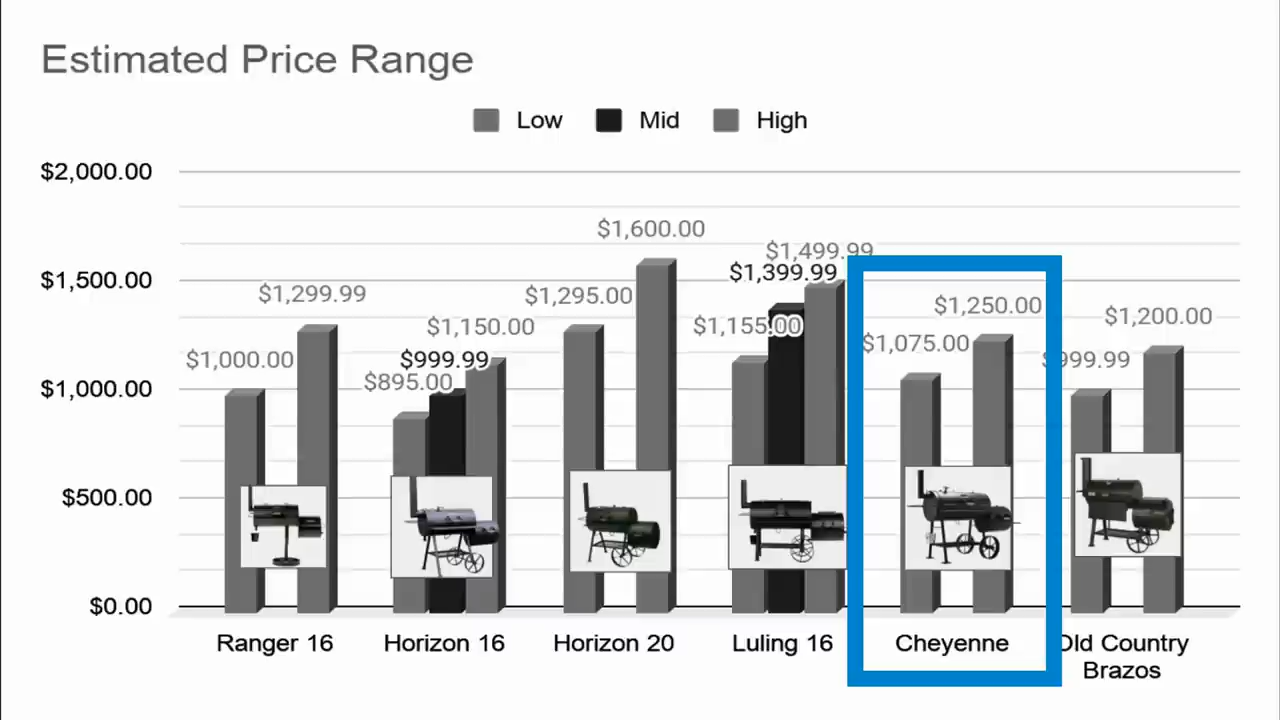 Estimated Price Range
Low Mid High
$2,000.00
$1,500.00
$1,000.00
$500.00
$0.00
$1,000.00
$1,299.99
$895.00
$999.99
$1,150.00
$1,295.00
$1,600.00
$1,155.00
$1,399.99
$1,499.99
$1,075.00
$1,250.00
999.99
$1,200.00
Ranger 16
Horizon 16
Horizon 20
Luling 16
Cheyenne
Old Country
Brazos